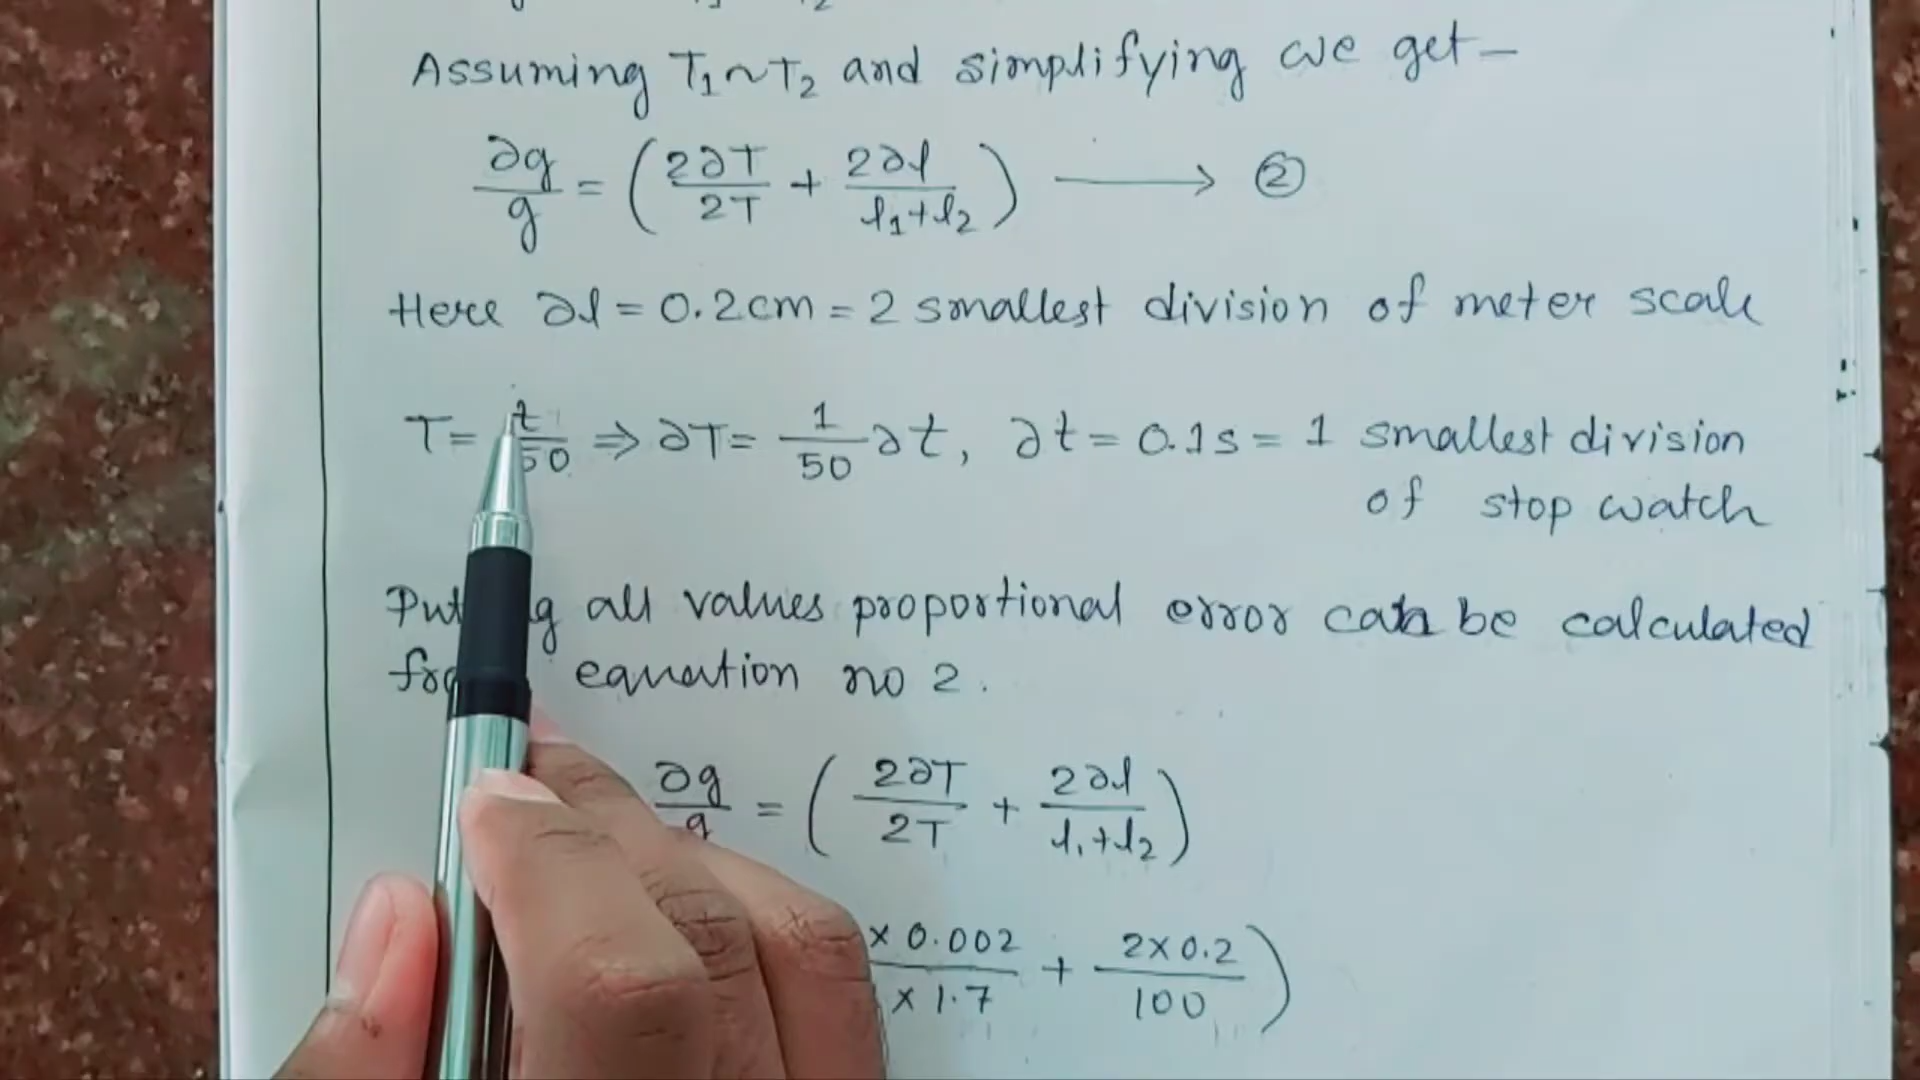 Assuming T₁~T₂ and simplifying we get—
∂g/g = (2∂T/2T + 2∂l/l₁+l₂) ⟶ ②
Here ∂l = 0.2cm = 2 smallest division of meter scale
T= t/50 ⇒ ∂T= 1/50 ∂t, ∂t = 0.1s = 1 smallest division
of stop watch
all values proportional error can be calculated
equation no 2.
∂g/g = (2∂T/2T + 2∂l/l₁+l₂)
x 0.002/x 1.7 + 2x0.2/100)